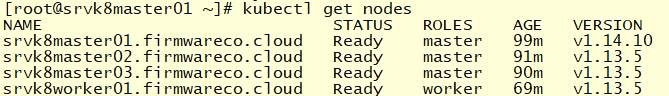 [root@srvk8master01 ~]# kubectl get nodes
NAME STATUS ROLES AGE VERSION
srvk8master01.firmwareco.cloud Ready master 99m v1.14.10
srvk8master02.firmwareco.cloud Ready master 91m v1.13.5
srvk8master03.firmwareco.cloud Ready master 90m v1.13.5
srvk8worker01.firmwareco.cloud Ready worker 69m v1.13.5